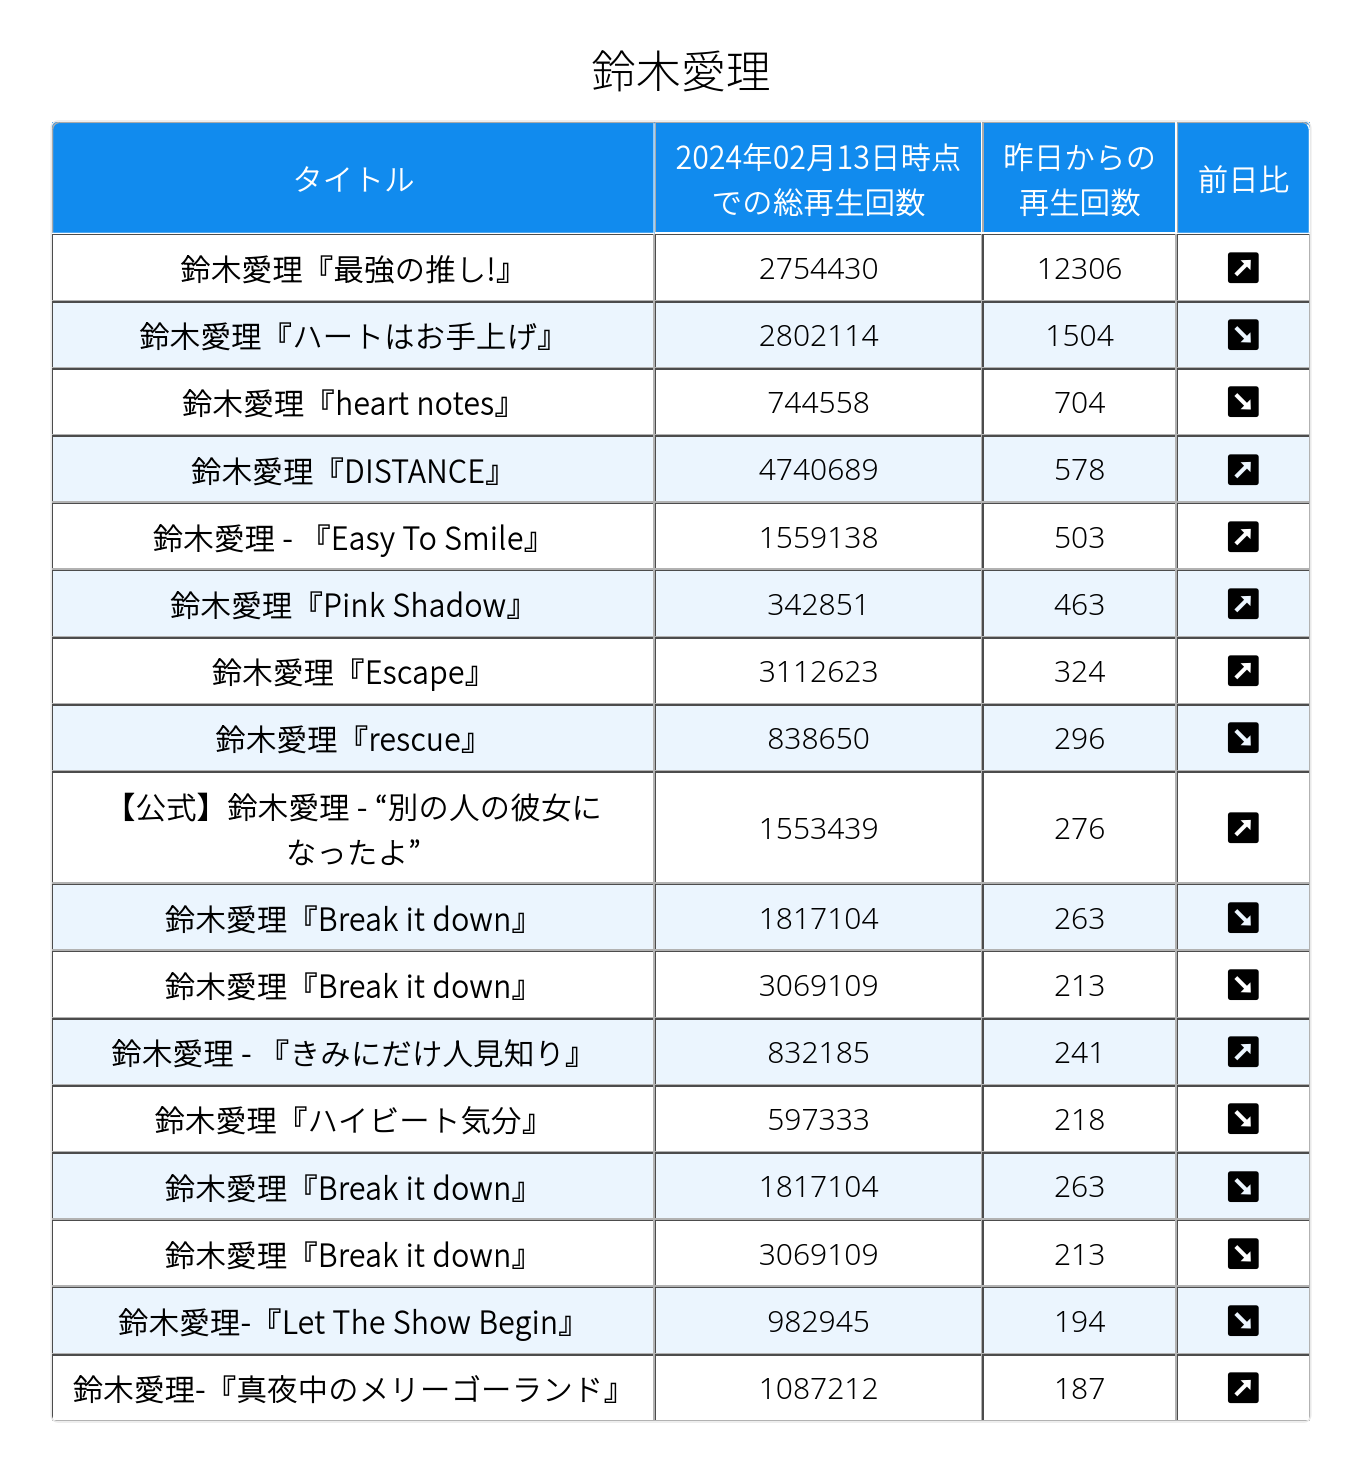 鈴木愛理
タイトル 2024年02月13日時点での総再生回数 昨日からの再生回数 前日比
鈴木愛理『最強の推し!』 2754430 12306 ↗
鈴木愛理『ハートはお手上げ』 2802114 1504 ↘
鈴木愛理『heart notes』 744558 704 ↘
鈴木愛理『DISTANCE』 4740689 578 ↗
鈴木愛理 - 『Easy To Smile』 1559138 503 ↗
鈴木愛理『Pink Shadow』 342851 463 ↗
鈴木愛理『Escape』 3112623 324 ↗
鈴木愛理『rescue』 838650 296 ↘
【公式】鈴木愛理 - “別の人の彼女になったよ” 1553439 276 ↗
鈴木愛理『Break it down』 1817104 263 ↘
鈴木愛理『Break it down』 3069109 213 ↘
鈴木愛理 - 『きみにだけ人見知り』 832185 241 ↗
鈴木愛理『ハイビート気分』 597333 218 ↘
鈴木愛理『Break it down』 1817104 263 ↘
鈴木愛理『Break it down』 3069109 213 ↘
鈴木愛理-『Let The Show Begin』 982945 194 ↘
鈴木愛理-『真夜中のメリーゴーランド』 1087212 187 ↗